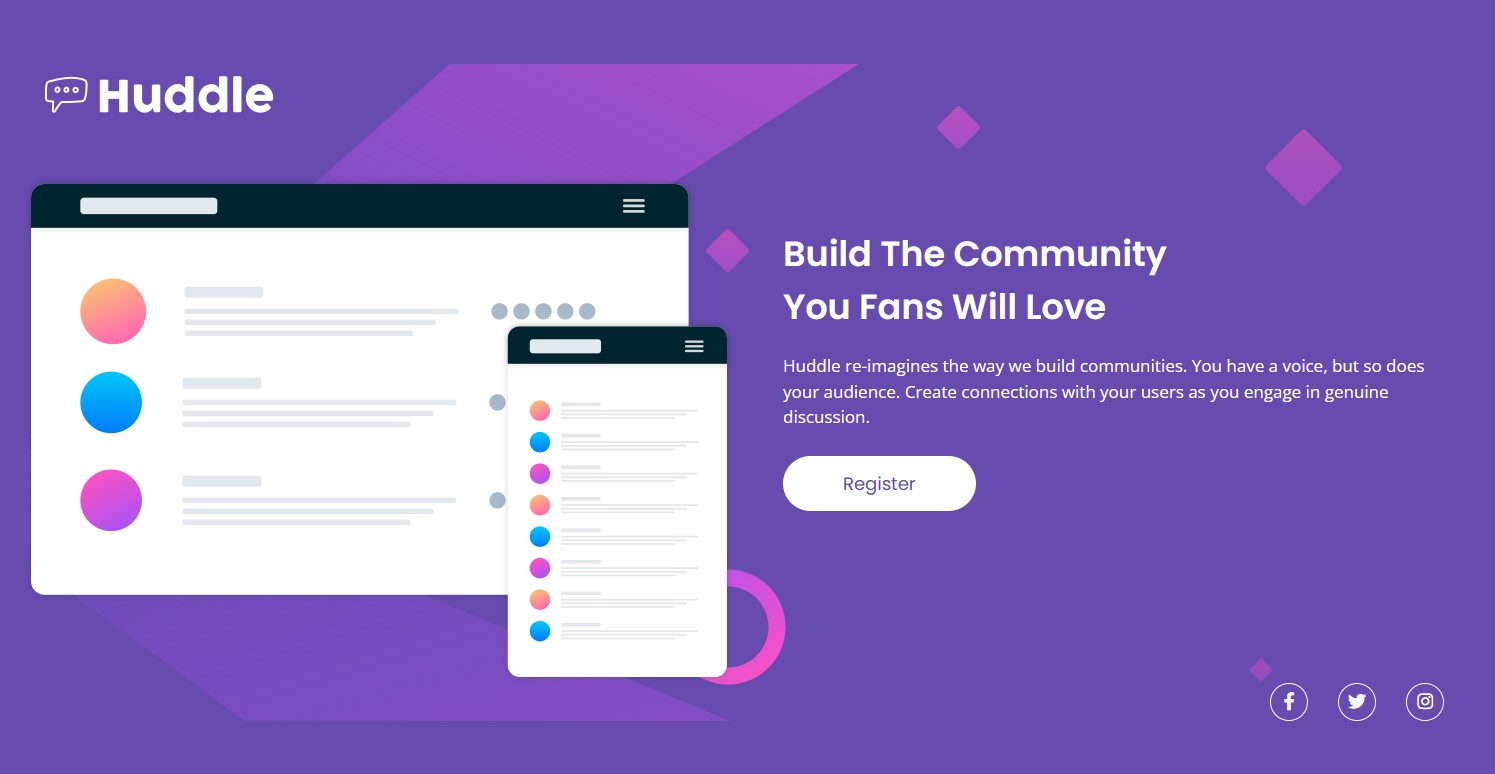 Huddle
Build The Community
You Fans Will Love
Huddle re-imagines the way we build communities. You have a voice, but so does
your audience. Create connections with your users as you engage in genuine
discussion.
Register